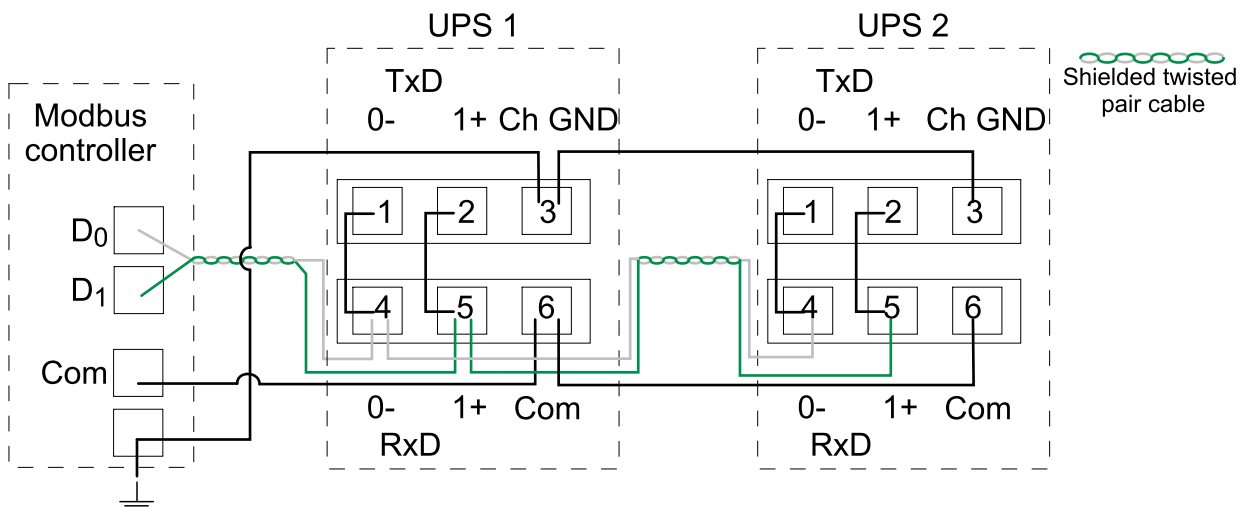 UPS 1
UPS 2
TxD
TxD
Shielded twisted
pair cable
Modbus
controller
0- 1+ Ch GND
0- 1+ Ch GND
1 2 3
1 2 3
D0
D1
4 5 6
4 5 6
Com
0- 1+ Com
0- 1+ Com
RxD
RxD